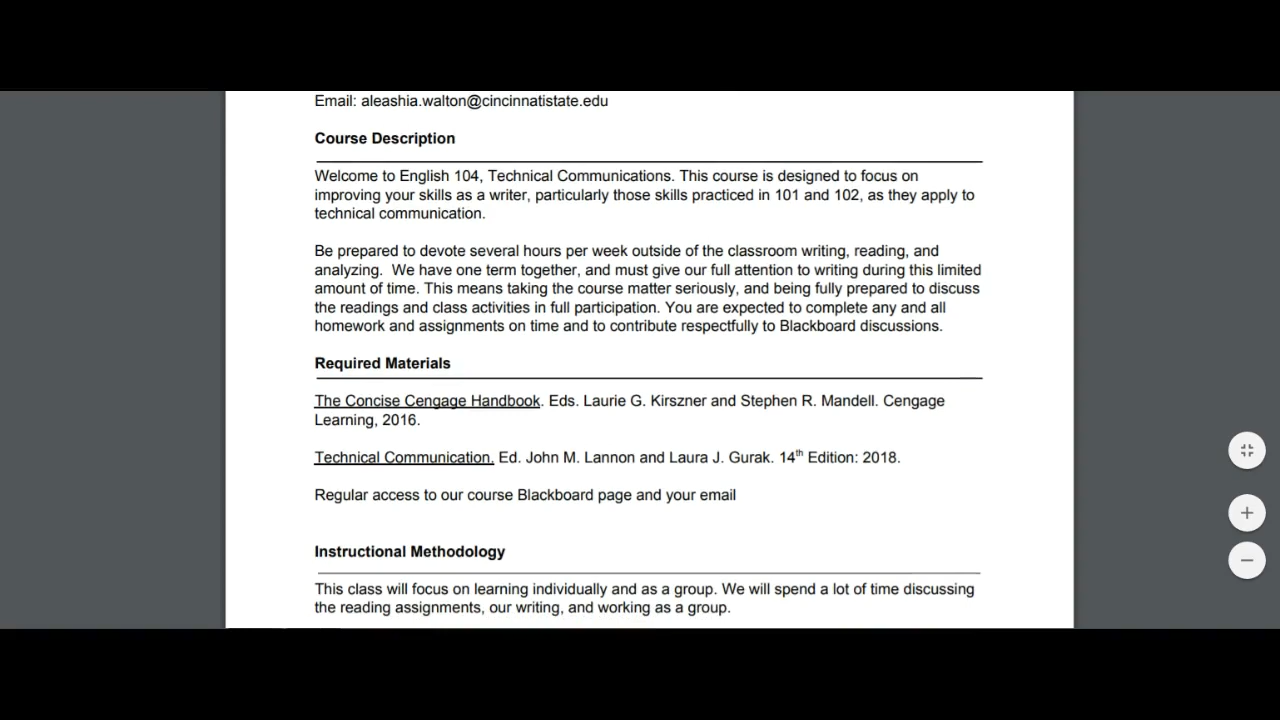 Email: aleashia.walton@cincinnatistate.edu
Course Description
Welcome to English 104, Technical Communications. This course is designed to focus on
improving your skills as a writer, particularly those skills practiced in 101 and 102, as they apply to
technical communication.
Be prepared to devote several hours per week outside of the classroom writing, reading, and
analyzing.  We have one term together, and must give our full attention to writing during this limited
amount of time. This means taking the course matter seriously, and being fully prepared to discuss
the readings and class activities in full participation. You are expected to complete any and all
homework and assignments on time and to contribute respectfully to Blackboard discussions.
Required Materials
The Concise Cengage Handbook. Eds. Laurie G. Kirszner and Stephen R. Mandell. Cengage
Learning, 2016.
Technical Communication. Ed. John M. Lannon and Laura J. Gurak. 14th Edition: 2018.
Regular access to our course Blackboard page and your email
Instructional Methodology
This class will focus on learning individually and as a group. We will spend a lot of time discussing
the reading assignments, our writing, and working as a group.